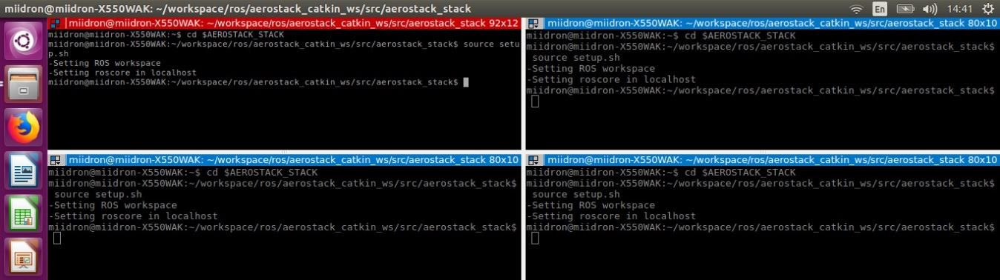 miidron@miidron-X550WAK: ~/workspace/ros/aerostack_catkin_ws/src/aerostack_stack
En
14:41
miidron@miidron-X550WAK: ~/workspace/ros/aerostack_catkin_ws/src/aerostack_stack 92x12
miidron@miidron-X550WAK:~$ cd $AEROSTACK_STACK
miidron@miidron-X550WAK:~/workspace/ros/aerostack_catkin_ws/src/aerostack_stack$ source setu
p.sh
-Setting ROS workspace
-Setting roscore in localhost
miidron@miidron-X550WAK:~/workspace/ros/aerostack_catkin_ws/src/aerostack_stack$
miidron@miidron-X550WAK: ~/workspace/ros/aerostack_catkin_ws/src/aerostack_stack 80x10
miidron@miidron-X550WAK:~$ cd $AEROSTACK_STACK
miidron@miidron-X550WAK:~/workspace/ros/aerostack_catkin_ws/src/aerostack_stack$
source setup.sh
-Setting ROS workspace
-Setting roscore in localhost
miidron@miidron-X550WAK:~/workspace/ros/aerostack_catkin_ws/src/aerostack_stack$
miidron@miidron-X550WAK: ~/workspace/ros/aerostack_catkin_ws/src/aerostack_stack 80x10
miidron@miidron-X550WAK:~$ cd $AEROSTACK_STACK
miidron@miidron-X550WAK:~/workspace/ros/aerostack_catkin_ws/src/aerostack_stack$
source setup.sh
-Setting ROS workspace
-Setting roscore in localhost
miidron@miidron-X550WAK:~/workspace/ros/aerostack_catkin_ws/src/aerostack_stack$
miidron@miidron-X550WAK: ~/workspace/ros/aerostack_catkin_ws/src/aerostack_stack 80x10
miidron@miidron-X550WAK:~$ cd $AEROSTACK_STACK
miidron@miidron-X550WAK:~/workspace/ros/aerostack_catkin_ws/src/aerostack_stack$
source setup.sh
-Setting ROS workspace
-Setting roscore in localhost
miidron@miidron-X550WAK:~/workspace/ros/aerostack_catkin_ws/src/aerostack_stack$